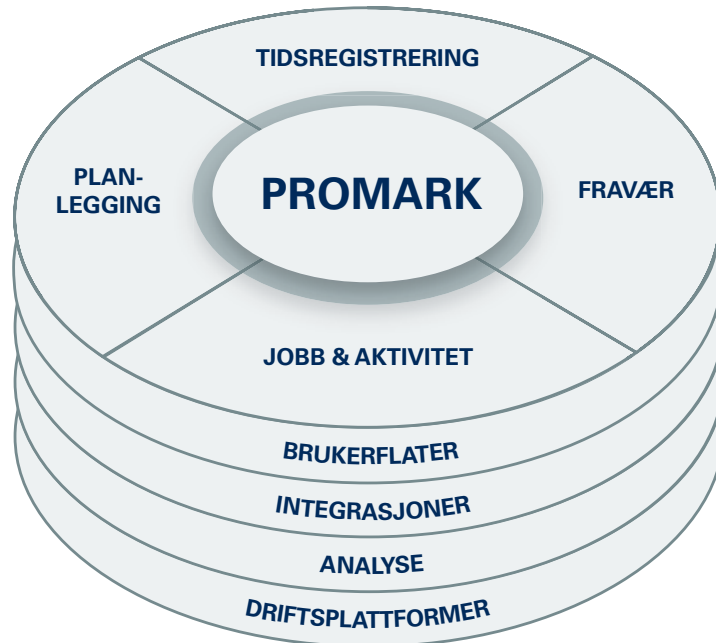 TIDSREGISTRERING
PLAN-
LEGGING
PROMARK
FRAVÆR
JOBB & AKTIVITET
BRUKERFLATER
INTEGRASJONER
ANALYSE
DRIFTSPLATTFORMER